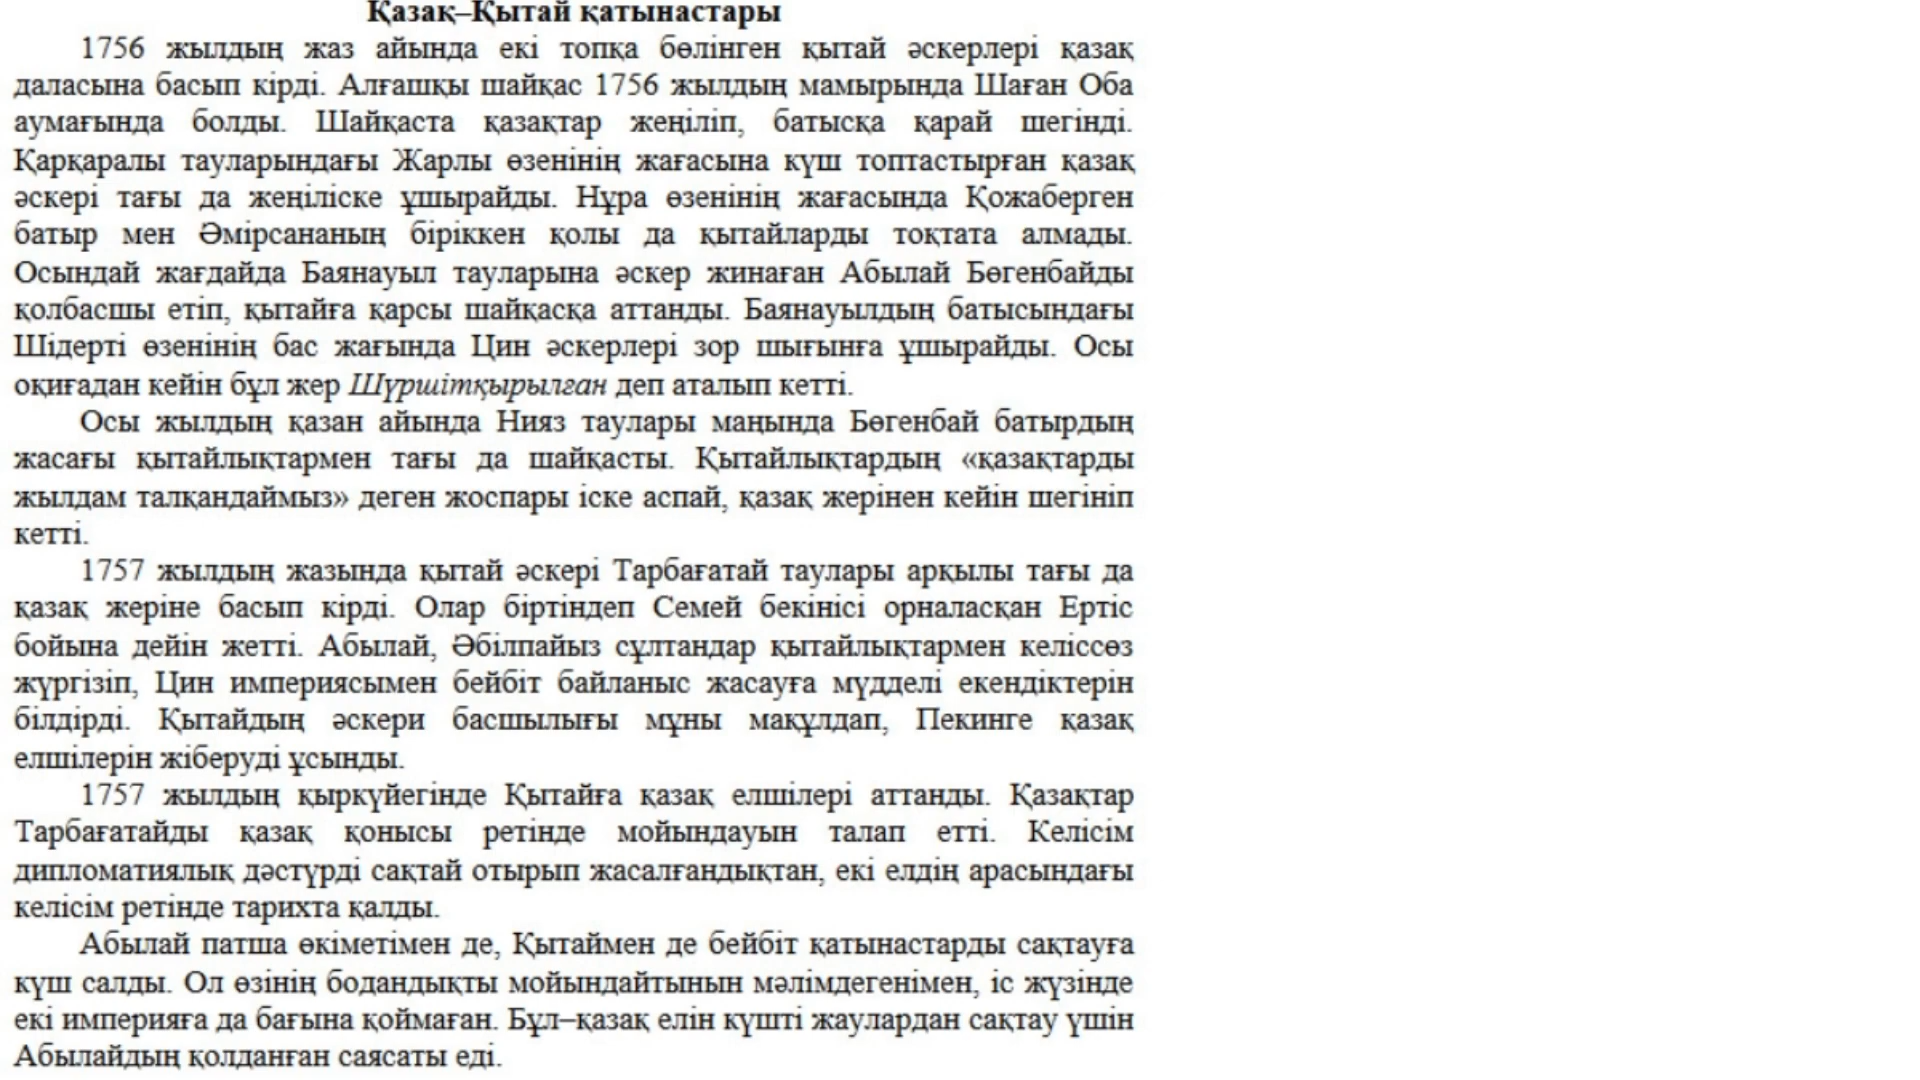 Қазақ–Қытай қатынастары
1756 жылдың жаз айында екі топқа бөлінген қытай әскерлері қазақ
даласына басып кірді. Алғашқы шайқас 1756 жылдың мамырында Шаған Оба
аумағында болды. Шайқаста қазақтар жеңіліп, батысқа қарай шегінді.
Қарқаралы тауларындағы Жарлы өзенінің жағасына күш топтастырған қазақ
әскері тағы да жеңіліске ұшырайды. Нұра өзенінің жағасында Қожаберген
батыр мен Әмірсананың біріккен қолы да қытайларды тоқтата алмады.
Осындай жағдайда Баянауыл тауларына әскер жинаған Абылай Бөгенбайды
қолбасшы етіп, қытайға қарсы шайқасқа аттанды. Баянауылдың батысындағы
Шідерті өзенінің бас жағында Цин әскерлері зор шығынға ұшырайды. Осы
оқиғадан кейін бұл жер Шүршітқырылған деп аталып кетті.
Осы жылдың қазан айында Нияз таулары маңында Бөгенбай батырдың
жасағы қытайлықтармен тағы да шайқасты. Қытайлықтардың «қазақтарды
жылдам талқандаймыз» деген жоспары іске аспай, қазақ жерінен кейін шегініп
кетті.
1757 жылдың жазында қытай әскері Тарбағатай таулары арқылы тағы да
қазақ жеріне басып кірді. Олар біртіндеп Семей бекінісі орналасқан Ертіс
бойына дейін жетті. Абылай, Әбілпайыз сұлтандар қытайлықтармен келіссөз
жүргізіп, Цин империясымен бейбіт байланыс жасауға мүдделі екендіктерін
білдірді. Қытайдың әскери басшылығы мұны мақұлдап, Пекинге қазақ
елшілерін жіберуді ұсынды.
1757 жылдың қыркүйегінде Қытайға қазақ елшілері аттанды. Қазақтар
Тарбағатайды қазақ қонысы ретінде мойындауын талап етті. Келісім
дипломатиялық дәстүрді сақтай отырып жасалғандықтан, екі елдің арасындағы
келісім ретінде тарихта қалды.
Абылай патша өкіметімен де, Қытаймен де бейбіт қатынастарды сақтауға
күш салды. Ол өзінің бодандықты мойындайтынын мәлімдегенімен, іс жүзінде
екі империяға да бағына қоймаған. Бұл–қазақ елін күшті жаулардан сақтау үшін
Абылайдың қолданған саясаты еді.